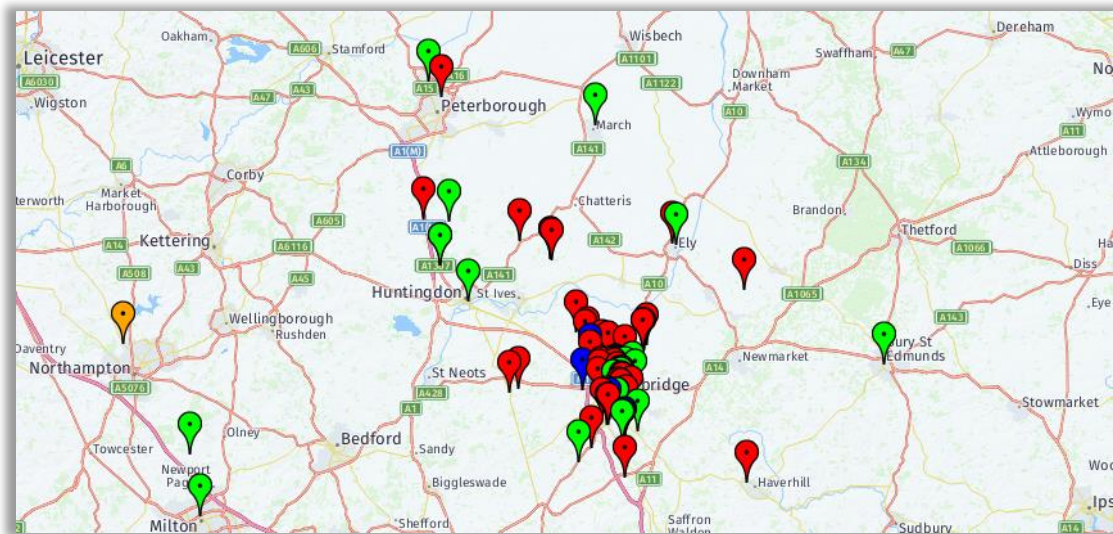 Oakham
A606
Stamford
Wisbech
Dereham
Leicester
Swaffham
A47
A6030
A1101
A16
No
Wigston
A47
A43
A15
A1122
Downham
Market
Peterborough
A10
Wymo
March
A11
A1(M)
A141
Attleborough
A6
A134
Corby
Market
Harborough
terworth
A605
Chatteris
Brandon
Thetford
A14
Kettering
A6116
A142
Ely
A1066
Ha
A508
A43
A1307
A141
Diss
A45
A10
Huntingdon
St Ives
A1065
Eye
Wellingborough
A143
Rushden
Daventry
ury St
Edmunds
Northampton
St Neots
Newmarket
A14
A5076
A428
bridge
A1
Stowmarket
Olney
Bedford
Towcester
Sandy
Newport
Pag
A11
Haverhill
Woo
Biggleswade
Ips
Milton
Shefford
Saffron
Walden
Sudbury
A14